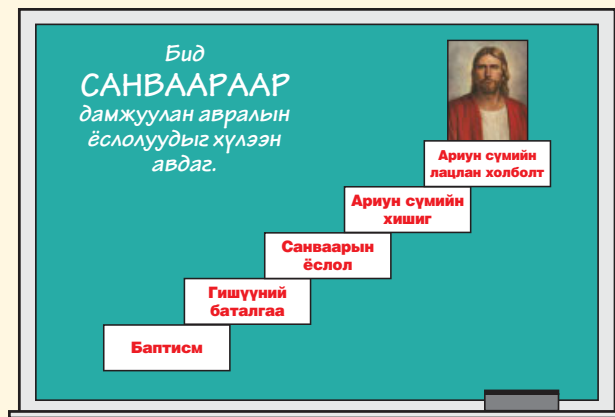 Бид
САНВААРААР
дамжуулан авралын
ёслолуудыг хүлээн
авдаг.
Ариун сүмийн
лацлан холболт
Ариун сүмийн
хишиг
Санваарын
ёслол
Гишүүний
баталгаа
Баптисм